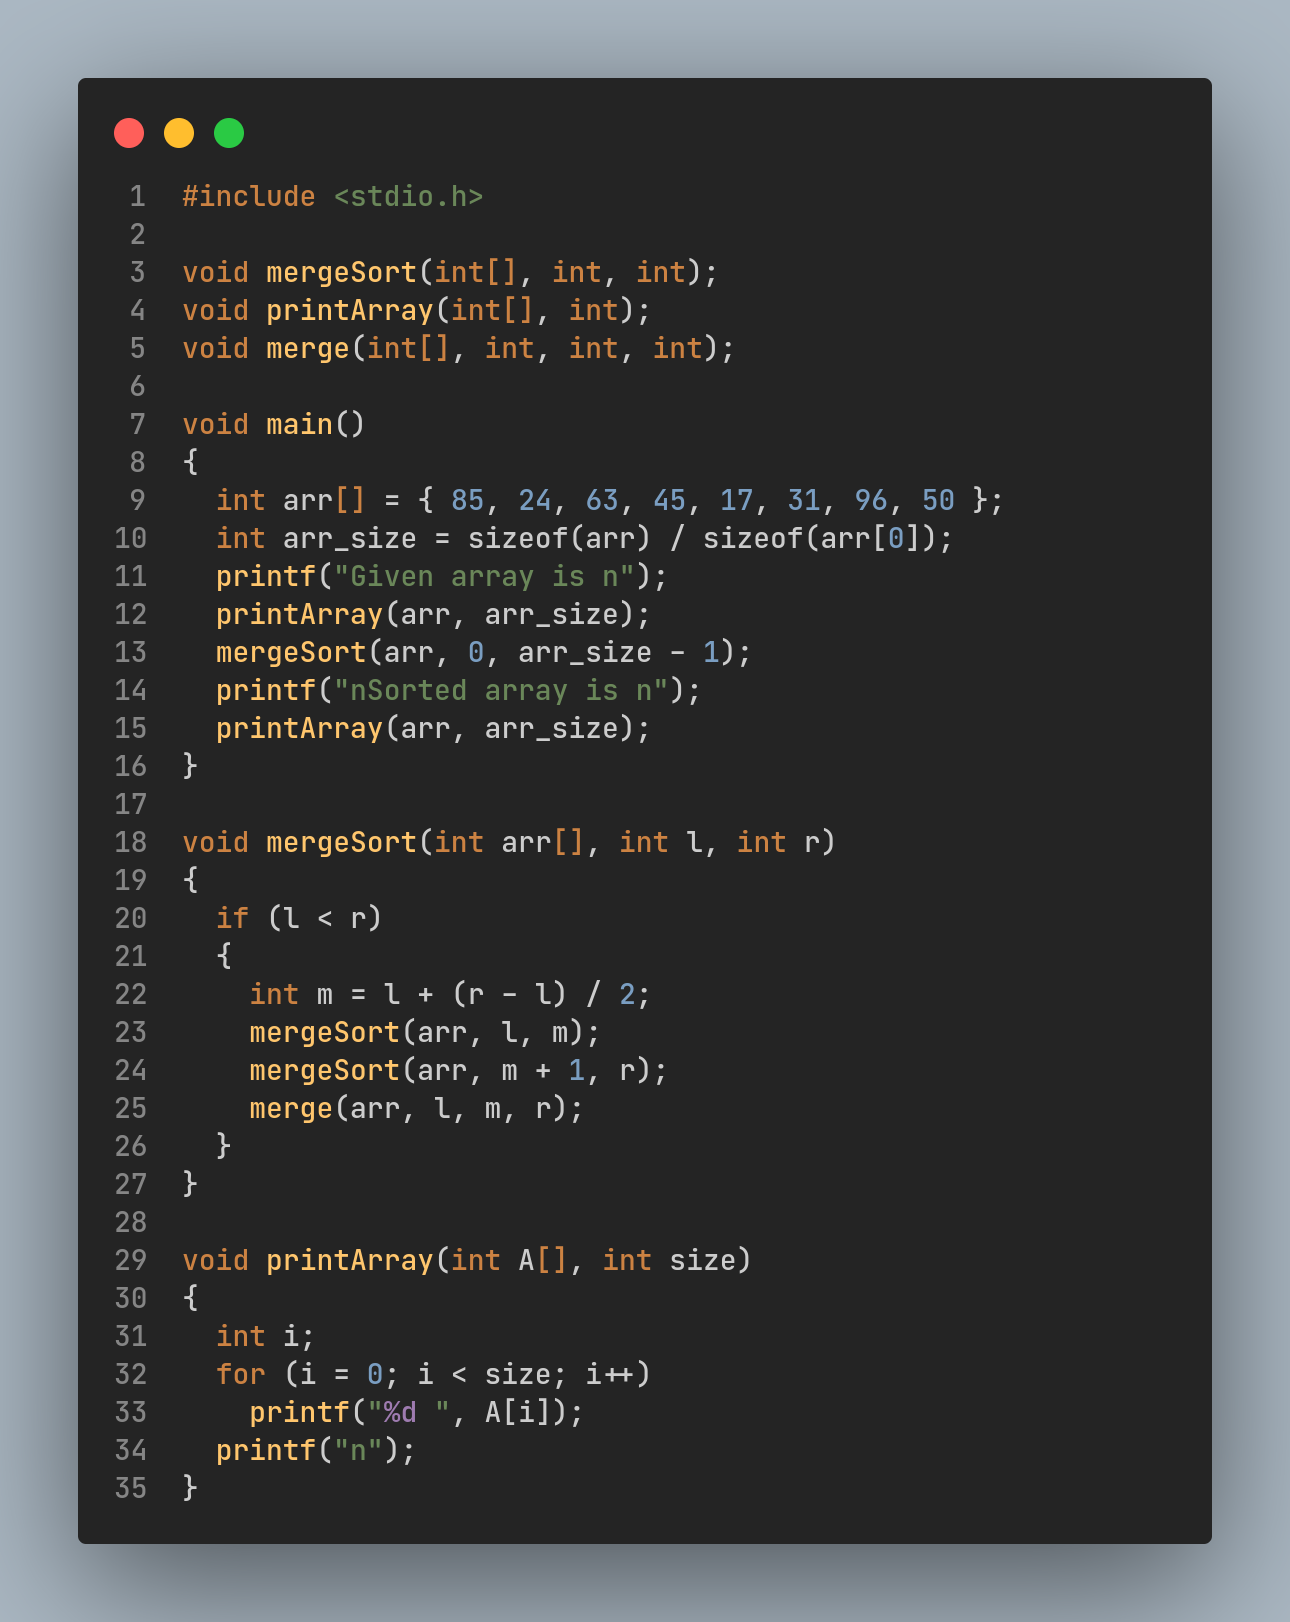 1 #include <stdio.h>
2
3 void mergeSort(int[], int, int);
4 void printArray(int[], int);
5 void merge(int[], int, int, int);
6
7 void main()
8 {
9   int arr[] = { 85, 24, 63, 45, 17, 31, 96, 50 };
10   int arr_size = sizeof(arr) / sizeof(arr[0]);
11   printf("Given array is n");
12   printArray(arr, arr_size);
13   mergeSort(arr, 0, arr_size - 1);
14   printf("nSorted array is n");
15   printArray(arr, arr_size);
16 }
17
18 void mergeSort(int arr[], int l, int r)
19 {
20   if (l < r)
21   {
22     int m = l + (r - l) / 2;
23     mergeSort(arr, l, m);
24     mergeSort(arr, m + 1, r);
25     merge(arr, l, m, r);
26   }
27 }
28
29 void printArray(int A[], int size)
30 {
31   int i;
32   for (i = 0; i < size; i++)
33     printf("%d ", A[i]);
34   printf("n");
35 }